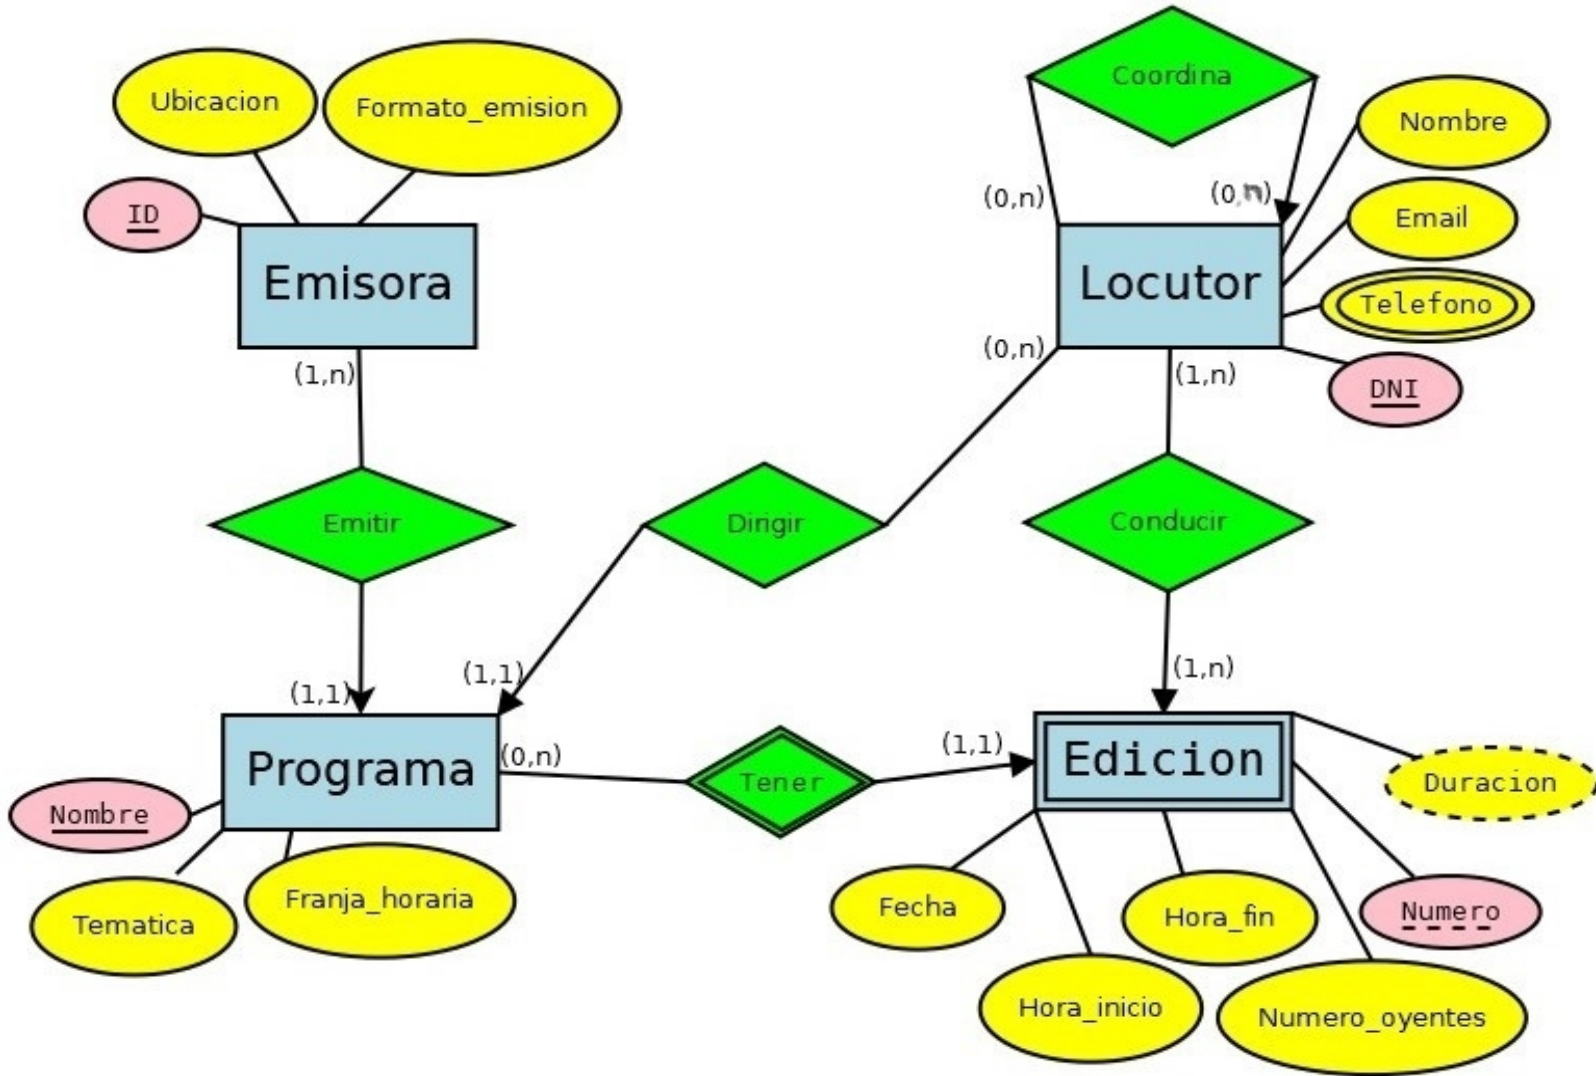 Coordina
Ubicacion
Formato_emision
Nombre
ID
(0,n)
(0,n)
Email
Emisora
Locutor
Telefono
(1,n)
(0,n)
(1,n)
DNI
Emitir
Dirigir
Conducir
(1,1)
(1,1)
(1,n)
Programa
(0,n)
Tener
(1,1)
Edicion
Duracion
Nombre
Tematica
Franja_horaria
Fecha
Hora_fin
Numero
Hora_inicio
Numero_oyentes